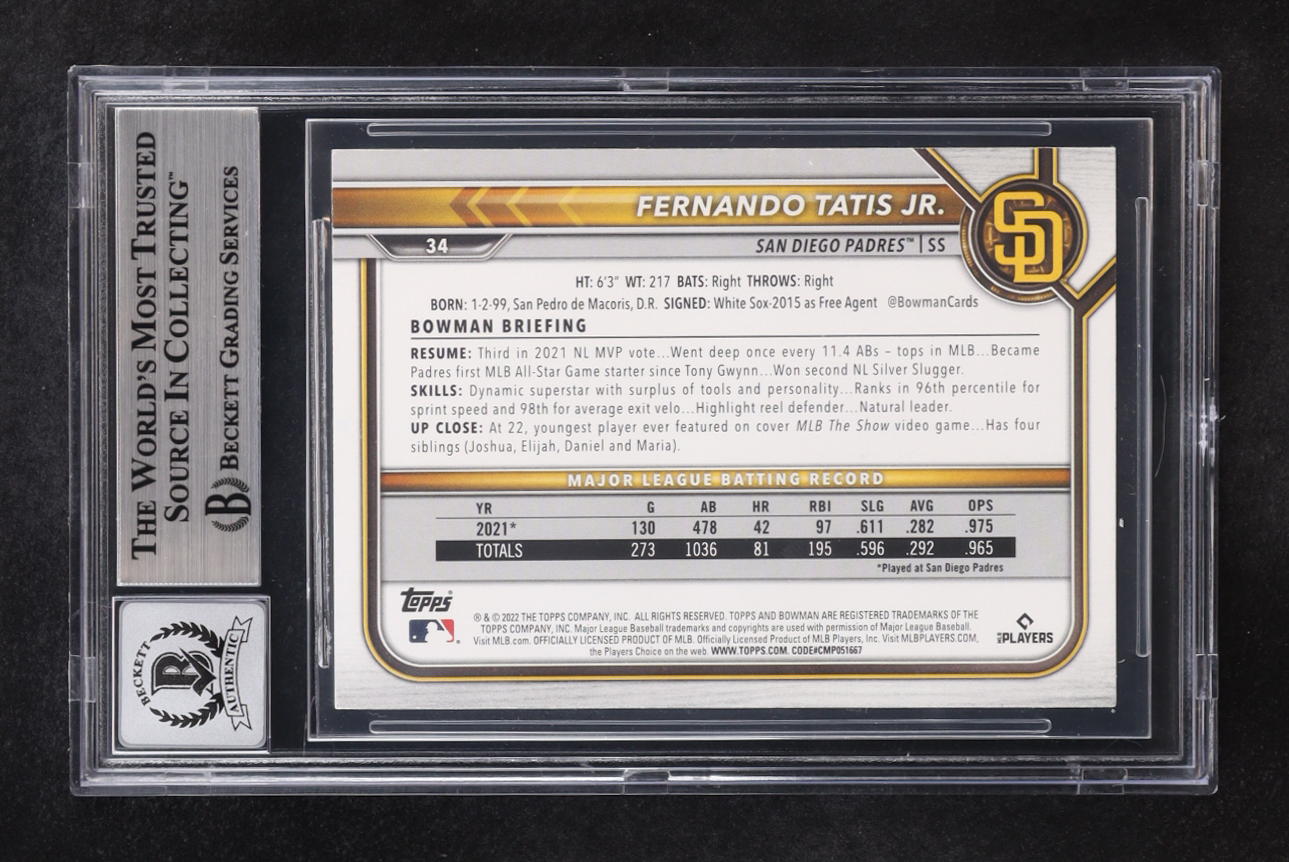 THE WORLD'S MOST TRUSTED
SOURCE IN COLLECTING™
B BECKETT GRADING SERVICES
BECKETT
B
AUTHENTIC
FERNANDO TATIS JR.
34
SAN DIEGO PADRES™ | SS
SD
HT: 6'3" WT: 217 BATS: Right THROWS: Right
BORN: 1-2-99, San Pedro de Macoris, D.R. SIGNED: White Sox-2015 as Free Agent @BowmanCards
BOWMAN BRIEFING
RESUME: Third in 2021 NL MVP vote...Went deep once every 11.4 ABs – tops in MLB...Became
Padres first MLB All-Star Game starter since Tony Gwynn...Won second NL Silver Slugger.
SKILLS: Dynamic superstar with surplus of tools and personality...Ranks in 96th percentile for
sprint speed and 98th for average exit velo...Highlight reel defender...Natural leader.
UP CLOSE: At 22, youngest player ever featured on cover MLB The Show video game...Has four
siblings (Joshua, Elijah, Daniel and Maria).
MAJOR LEAGUE BATTING RECORD
YR G AB HR RBI SLG AVG OPS
2021* 130 478 42 97 .611 .282 .975
TOTALS 273 1036 81 195 .596 .292 .965
*Played at San Diego Padres
topps®
® & © 2022 THE TOPPS COMPANY, INC. ALL RIGHTS RESERVED. TOPPS AND BOWMAN ARE REGISTERED TRADEMARKS OF THE
TOPPS COMPANY, INC. Major League Baseball trademarks and copyrights are used with permission of Major League Baseball.
Visit MLB.com. OFFICIALLY LICENSED PRODUCT OF MLB. Officially Licensed Product of MLB Players, Inc. Visit MLBPLAYERS.COM,
the Players Choice on the web. WWW.TOPPS.COM. CODE#CMP051667
MLB PLAYERS